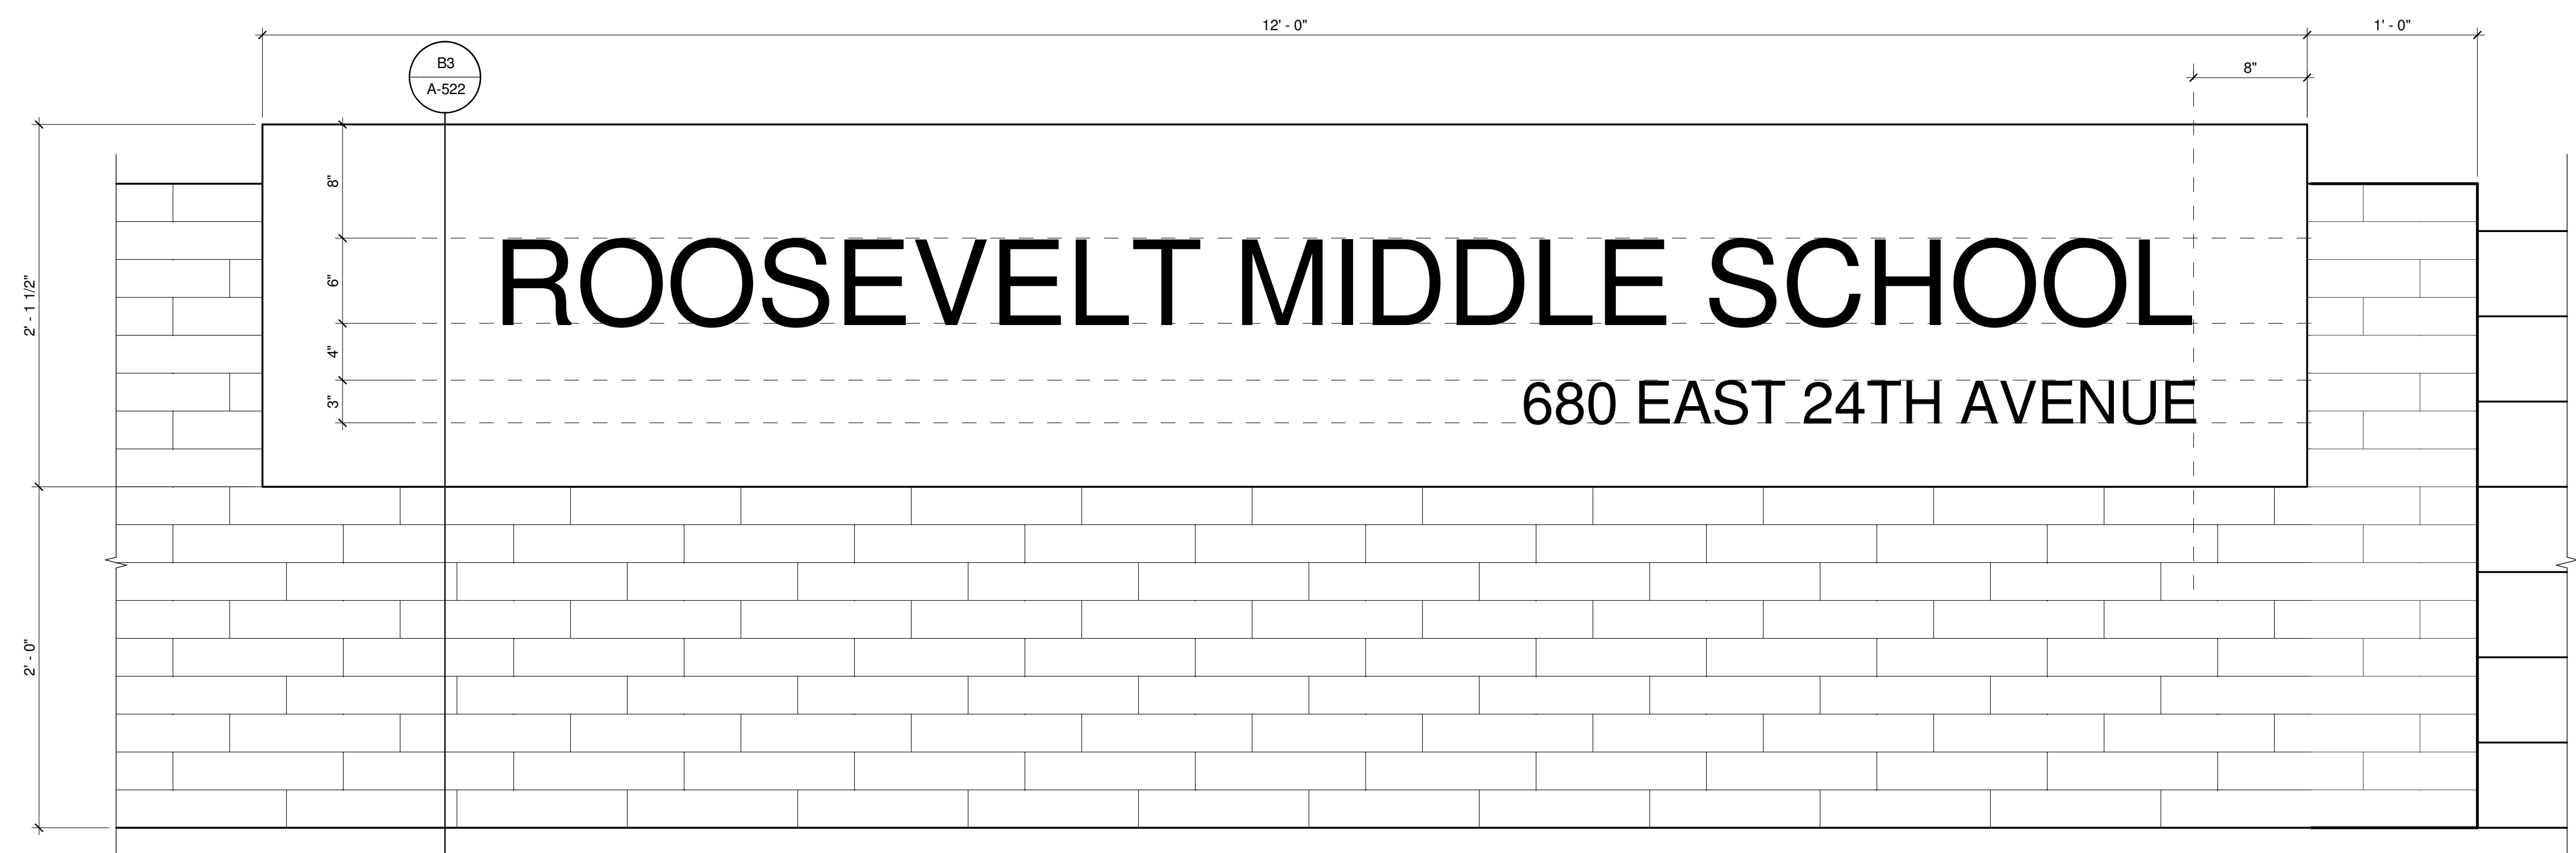 12' - 0"
1' - 0"
8"
B3
A-522
8"
2' - 1 1/2"
6"
ROOSEVELT MIDDLE SCHOOL
4"
3"
680 EAST 24TH AVENUE
2' - 0"